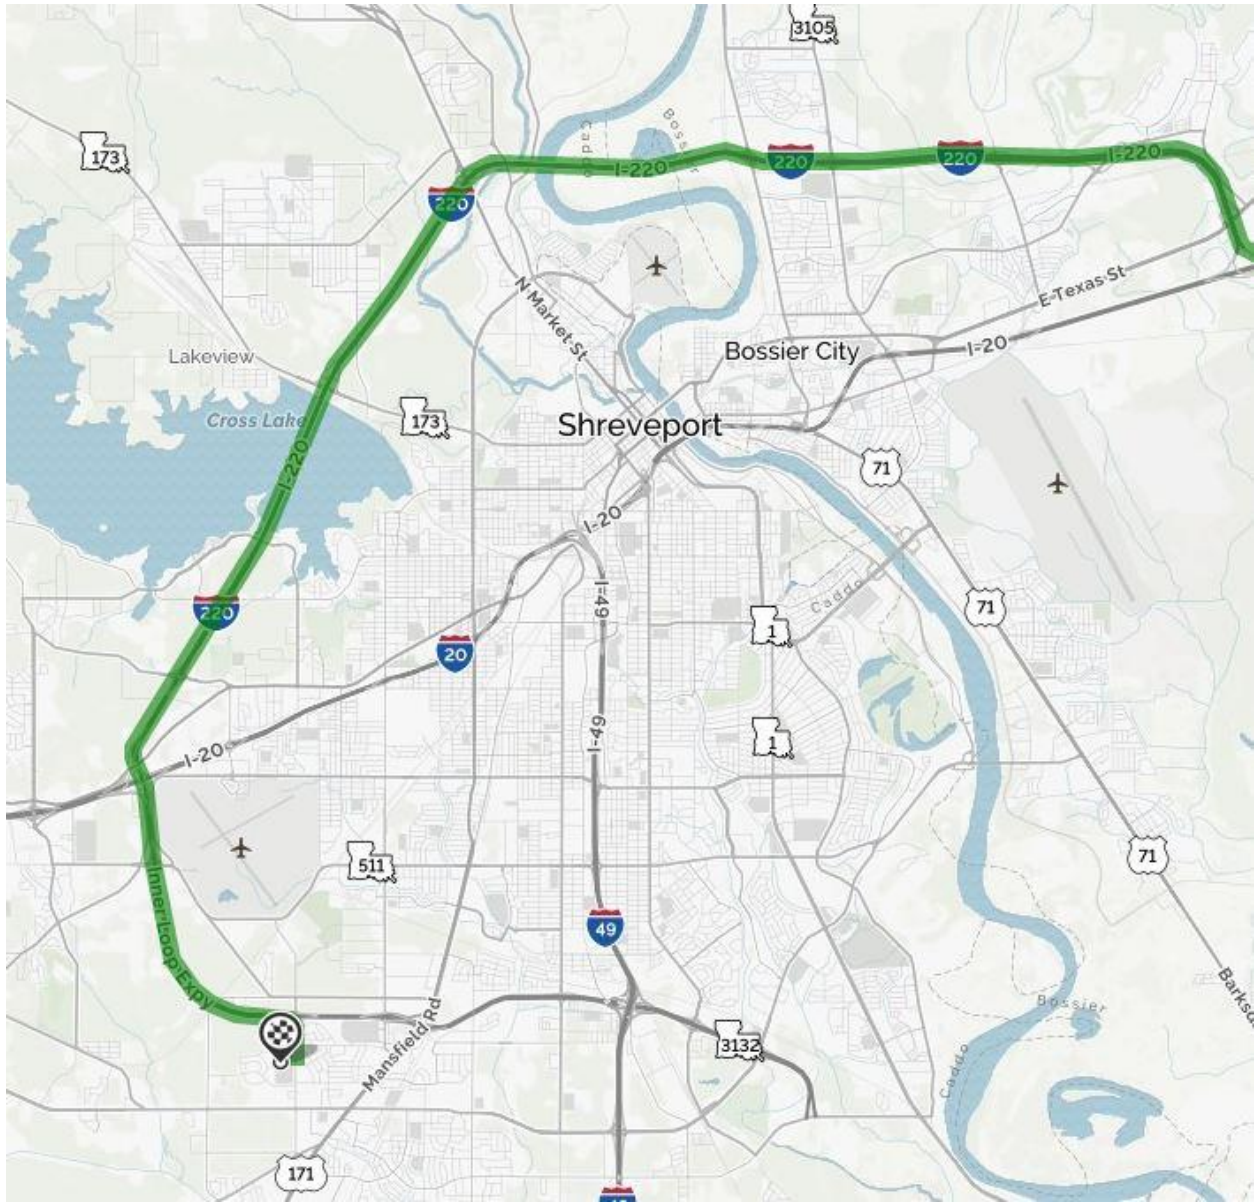 3105
173
Caddo
Bossier
I-220
220
220
I-220
220
N Market St
E Texas St
Lakeview
Bossier City
I-20
Cross Lake
173
Shreveport
71
I-220
I-20
I-49
Caddo
71
220
1
20
I-49
1
I-20
511
71
Inner Loop Expy
49
Bossier
Mansfield Rd
3132
Caddo
171